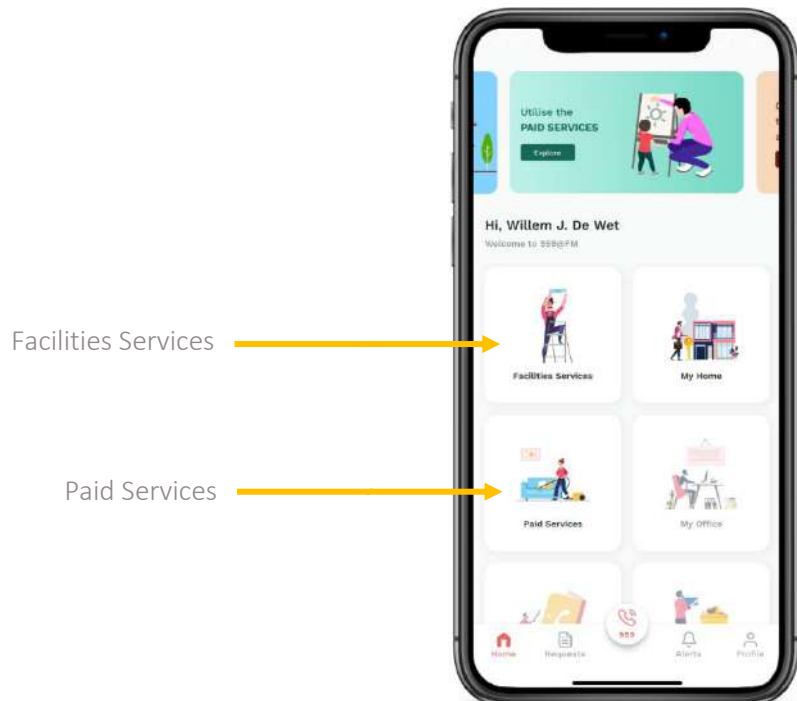 Utilise the
PAID SERVICES
Explore
Hi, Willem J. De Wet
Welcome to 959@FM
Facilities Services
Facilities Services
My Home
Paid Services
Paid Services
My Office
959
Home
Requests
Alerts
Profile